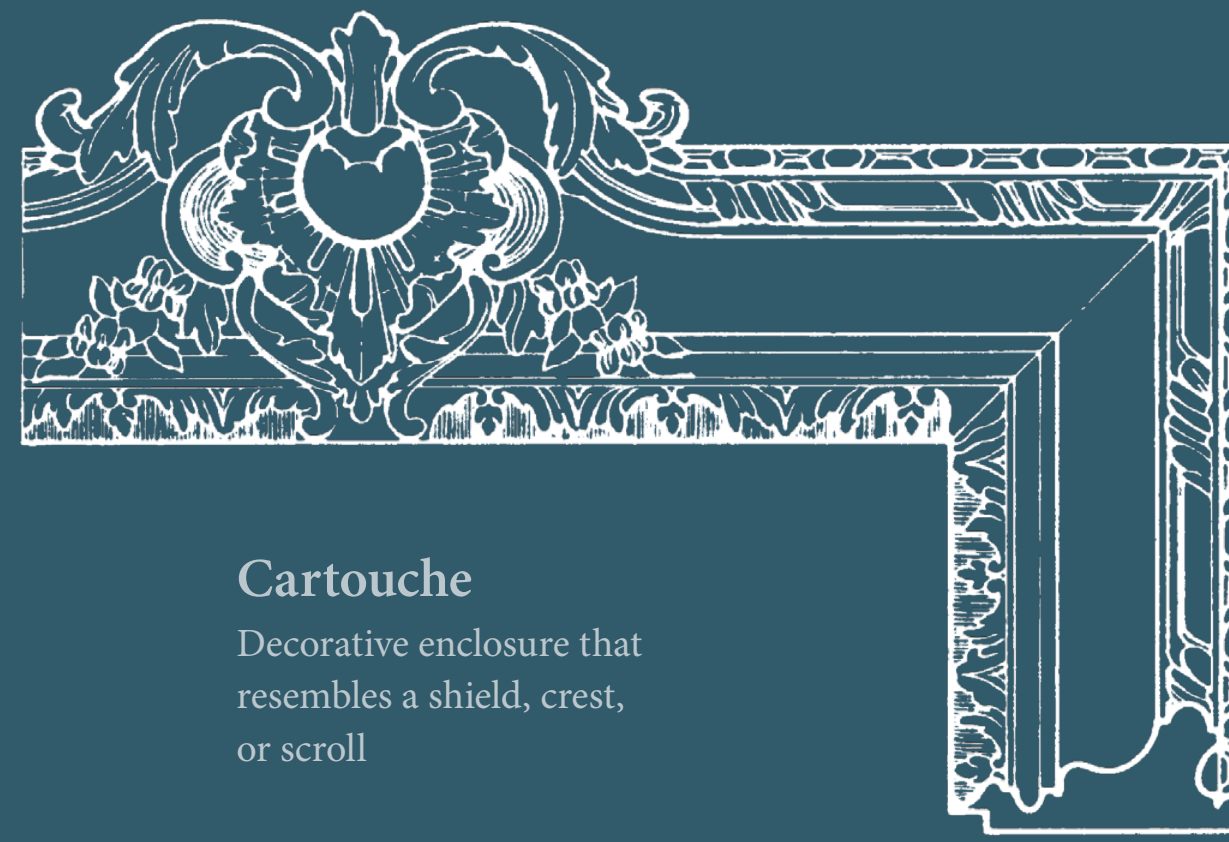 Cartouche
Decorative enclosure that
resembles a shield, crest,
or scroll